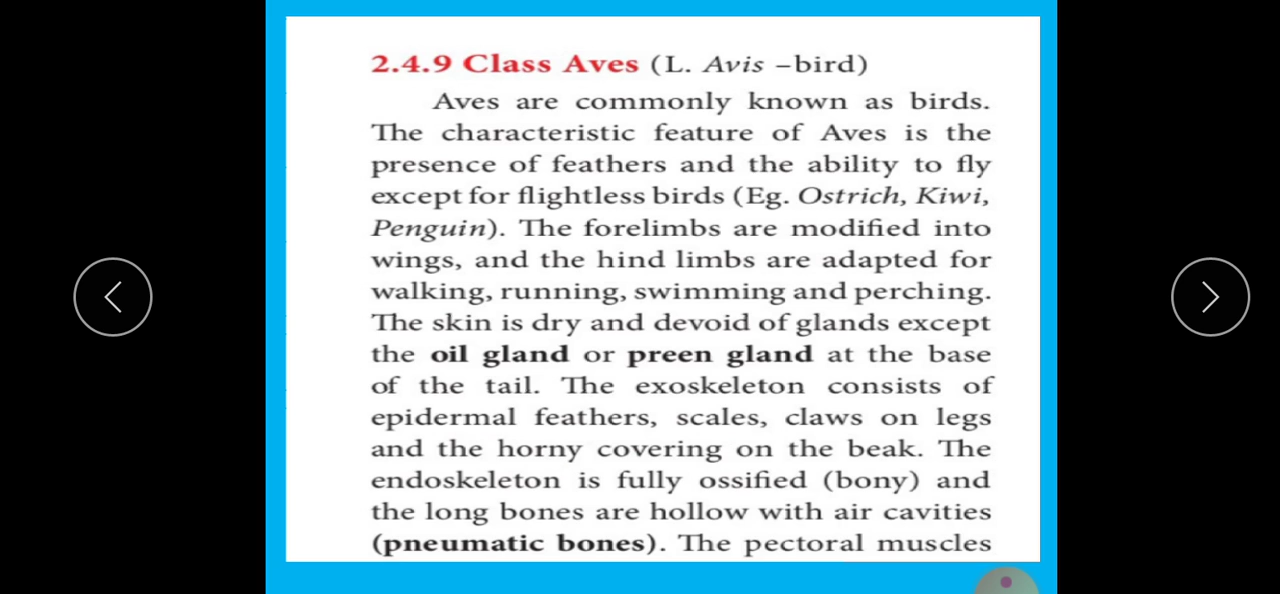 2.4.9 Class Aves (L. Avis –bird)
Aves are commonly known as birds.
The characteristic feature of Aves is the
presence of feathers and the ability to fly
except for flightless birds (Eg. Ostrich, Kiwi,
Penguin). The forelimbs are modified into
wings, and the hind limbs are adapted for
walking, running, swimming and perching.
The skin is dry and devoid of glands except
the oil gland or preen gland at the base
of the tail. The exoskeleton consists of
epidermal feathers, scales, claws on legs
and the horny covering on the beak. The
endoskeleton is fully ossified (bony) and
the long bones are hollow with air cavities
(pneumatic bones). The pectoral muscles